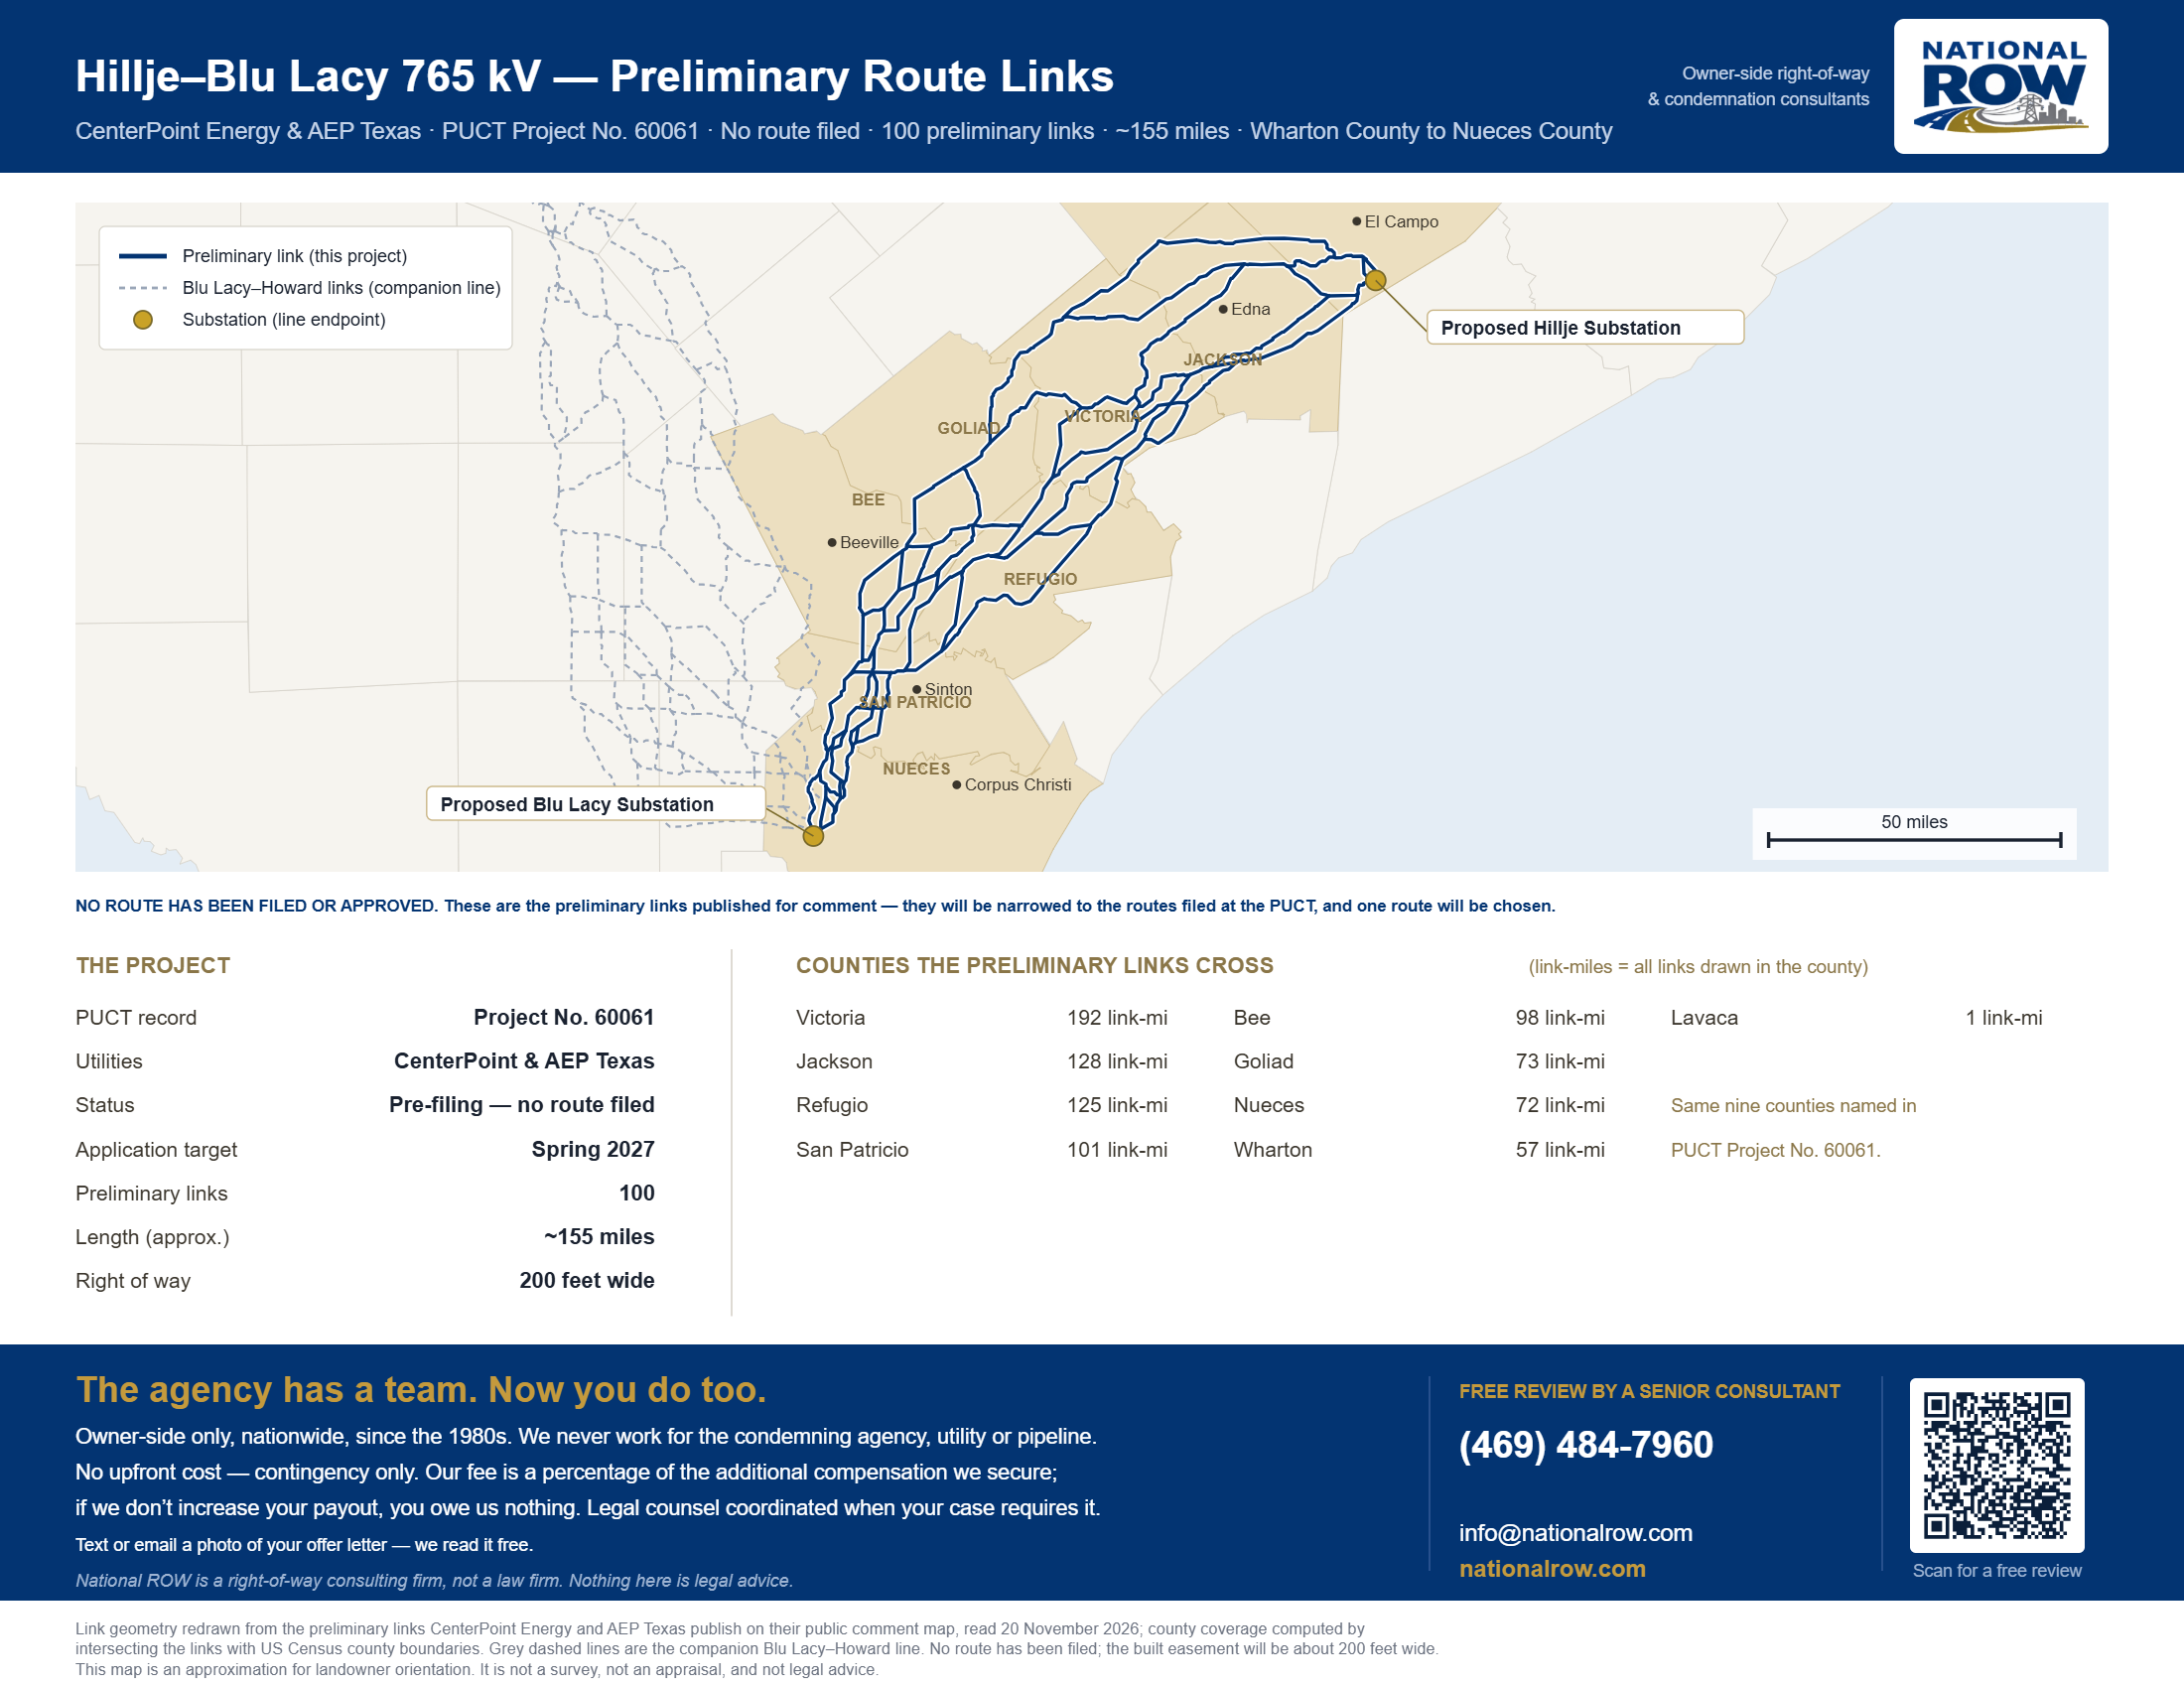 Hillje–Blu Lacy 765 kV — Preliminary Route Links
CenterPoint Energy & AEP Texas · PUCT Project No. 60061 · No route filed · 100 preliminary links · ~155 miles · Wharton County to Nueces County
Owner-side right-of-way
& condemnation consultants
NATIONAL
ROW
Preliminary link (this project)
Blu Lacy–Howard links (companion line)
Substation (line endpoint)
El Campo
Edna
Proposed Hillje Substation
JACKSON
VICTORIA
GOLIAD
BEE
Beeville
REFUGIO
Sinton
SAN PATRICIO
NUECES
Corpus Christi
Proposed Blu Lacy Substation
50 miles
NO ROUTE HAS BEEN FILED OR APPROVED. These are the preliminary links published for comment — they will be narrowed to the routes filed at the PUCT, and one route will be chosen.
THE PROJECT
PUCT record Project No. 60061
Utilities CenterPoint & AEP Texas
Status Pre-filing — no route filed
Application target Spring 2027
Preliminary links 100
Length (approx.) ~155 miles
Right of way 200 feet wide
COUNTIES THE PRELIMINARY LINKS CROSS (link-miles = all links drawn in the county)
Victoria 192 link-mi Bee 98 link-mi Lavaca 1 link-mi
Jackson 128 link-mi Goliad 73 link-mi
Refugio 125 link-mi Nueces 72 link-mi Same nine counties named in
San Patricio 101 link-mi Wharton 57 link-mi PUCT Project No. 60061.
The agency has a team. Now you do too.
Owner-side only, nationwide, since the 1980s. We never work for the condemning agency, utility or pipeline.
No upfront cost — contingency only. Our fee is a percentage of the additional compensation we secure;
if we don’t increase your payout, you owe us nothing. Legal counsel coordinated when your case requires it.
Text or email a photo of your offer letter — we read it free.
National ROW is a right-of-way consulting firm, not a law firm. Nothing here is legal advice.
FREE REVIEW BY A SENIOR CONSULTANT
(469) 484-7960
info@nationalrow.com
nationalrow.com
Scan for a free review
Link geometry redrawn from the preliminary links CenterPoint Energy and AEP Texas publish on their public comment map, read 20 November 2026; county coverage computed by
intersecting the links with US Census county boundaries. Grey dashed lines are the companion Blu Lacy–Howard line. No route has been filed; the built easement will be about 200 feet wide.
This map is an approximation for landowner orientation. It is not a survey, not an appraisal, and not legal advice.